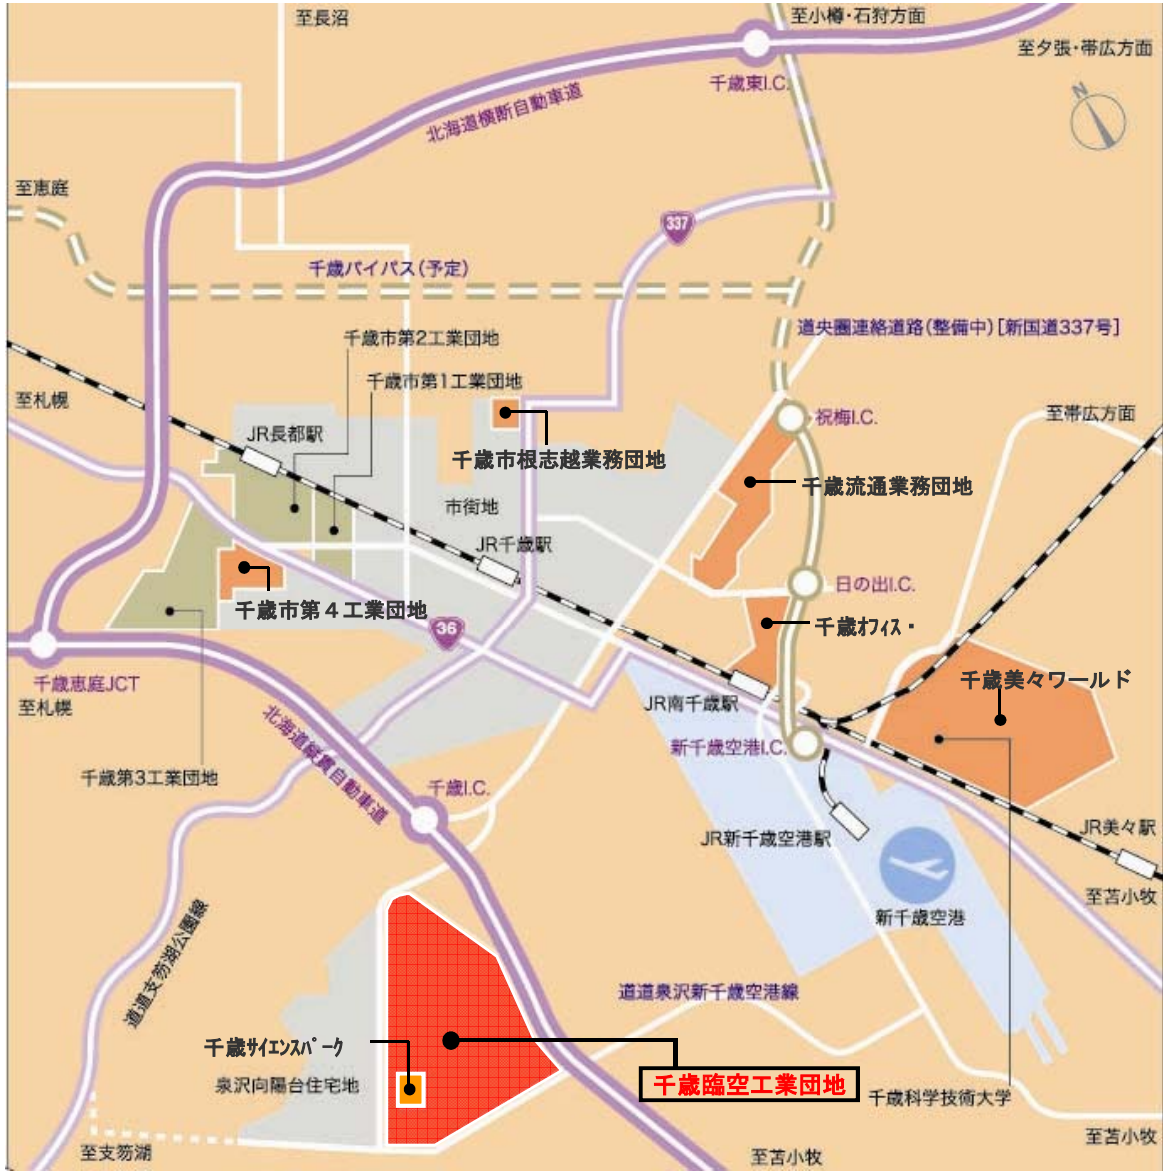 至長沼
至小樽・石狩方面
至夕張・帯広方面
千歳東I.C.
N
北海道横断自動車道
至恵庭
337
千歳バイパス(予定)
道央圏連絡道路(整備中)[新国道337号]
千歳市第2工業団地
千歳市第1工業団地
至札幌
祝梅I.C.
至帯広方面
JR長都駅
千歳市根志越業務団地
千歳流通業務団地
市街地
JR千歳駅
日の出I.C.
千歳市第4工業団地
36
千歳オフィス・
千歳恵庭JCT
千歳美々ワールド
至札幌
JR南千歳駅
北海道縦貫自動車道
新千歳空港I.C.
千歳第3工業団地
千歳I.C.
JR新千歳空港駅
JR美々駅
至苫小牧
新千歳空港
道道支笏湖公園線
道道泉沢新千歳空港線
千歳サイエンスパーク
泉沢向陽台住宅地
千歳臨空工業団地
千歳科学技術大学
至支笏湖
至苫小牧
至苫小牧